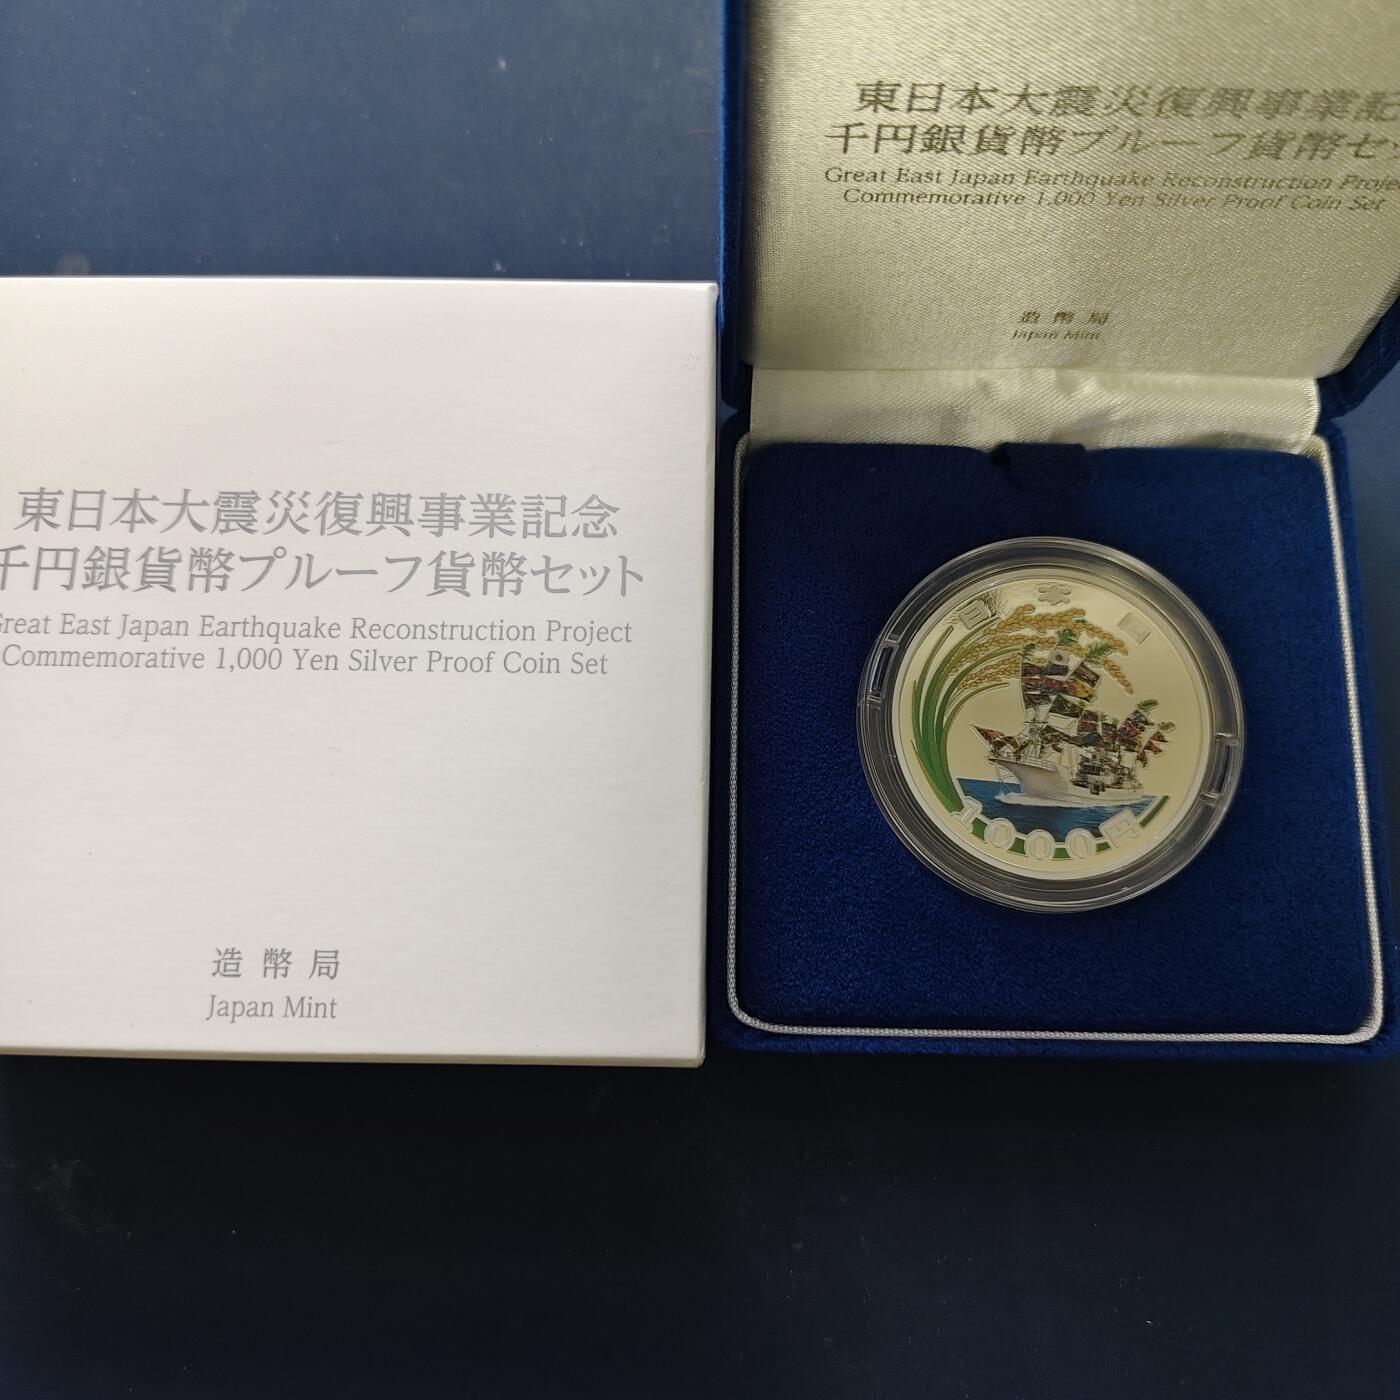 東日本大震災復興事業記念
千円銀貨幣プルーフ貨幣セット
Great East Japan Earthquake Reconstruction Project
Commemorative 1,000 Yen Silver Proof Coin Set
造幣局
Japan Mint
東日本大震災復興事業記
千円銀貨幣プルーフ貨幣セッ
Great East Japan Earthquake Reconstruction Proje
Commemorative 1,000 Yen Silver Proof Coin Set
造幣局
Japan Mint
日本国
1000円